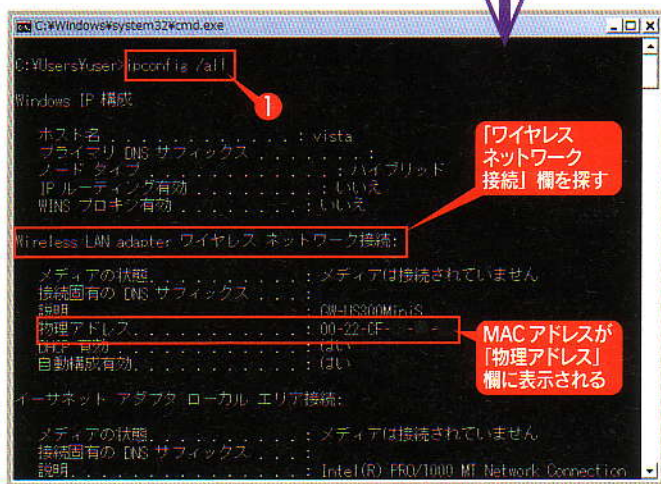 C:¥Windows¥system32¥cmd.exe
C:¥Users¥user>ipconfig /all
1
Windows IP 構成
ホスト名 . . . . . . . . . . . . : vista
プライマリ DNS サフィックス . . . . . . . :
ノード タイプ . . . . . . . . . . . . : ハイブリッド
IP ルーティング有効 . . . . . . . . : いいえ
WINS プロキシ有効 . . . . . . . . : いいえ
「ワイヤレス
ネットワーク
接続」欄を探す
Wireless LAN adapter ワイヤレス ネットワーク接続:
メディアの状態. . . . . . . . . . . . : メディアは接続されていません
接続固有の DNS サフィックス . . . . :
説明. . . . . . . . . . . . . . . . : GW-US300MiniS
物理アドレス. . . . . . . . . . . . : 00-22-CF- - -
DHCP 有効 . . . . . . . . . . . . : はい
自動構成有効. . . . . . . . . . . . : はい
MACアドレスが
「物理アドレス」
欄に表示される
イーサネット アダプタ ローカル エリア接続:
メディアの状態. . . . . . . . . . . . : メディアは接続されていません
接続固有の DNS サフィックス . . . . :
説明. . . . . . . . . . . . . . . . : Intel(R) PRO/1000 MT Network Connection